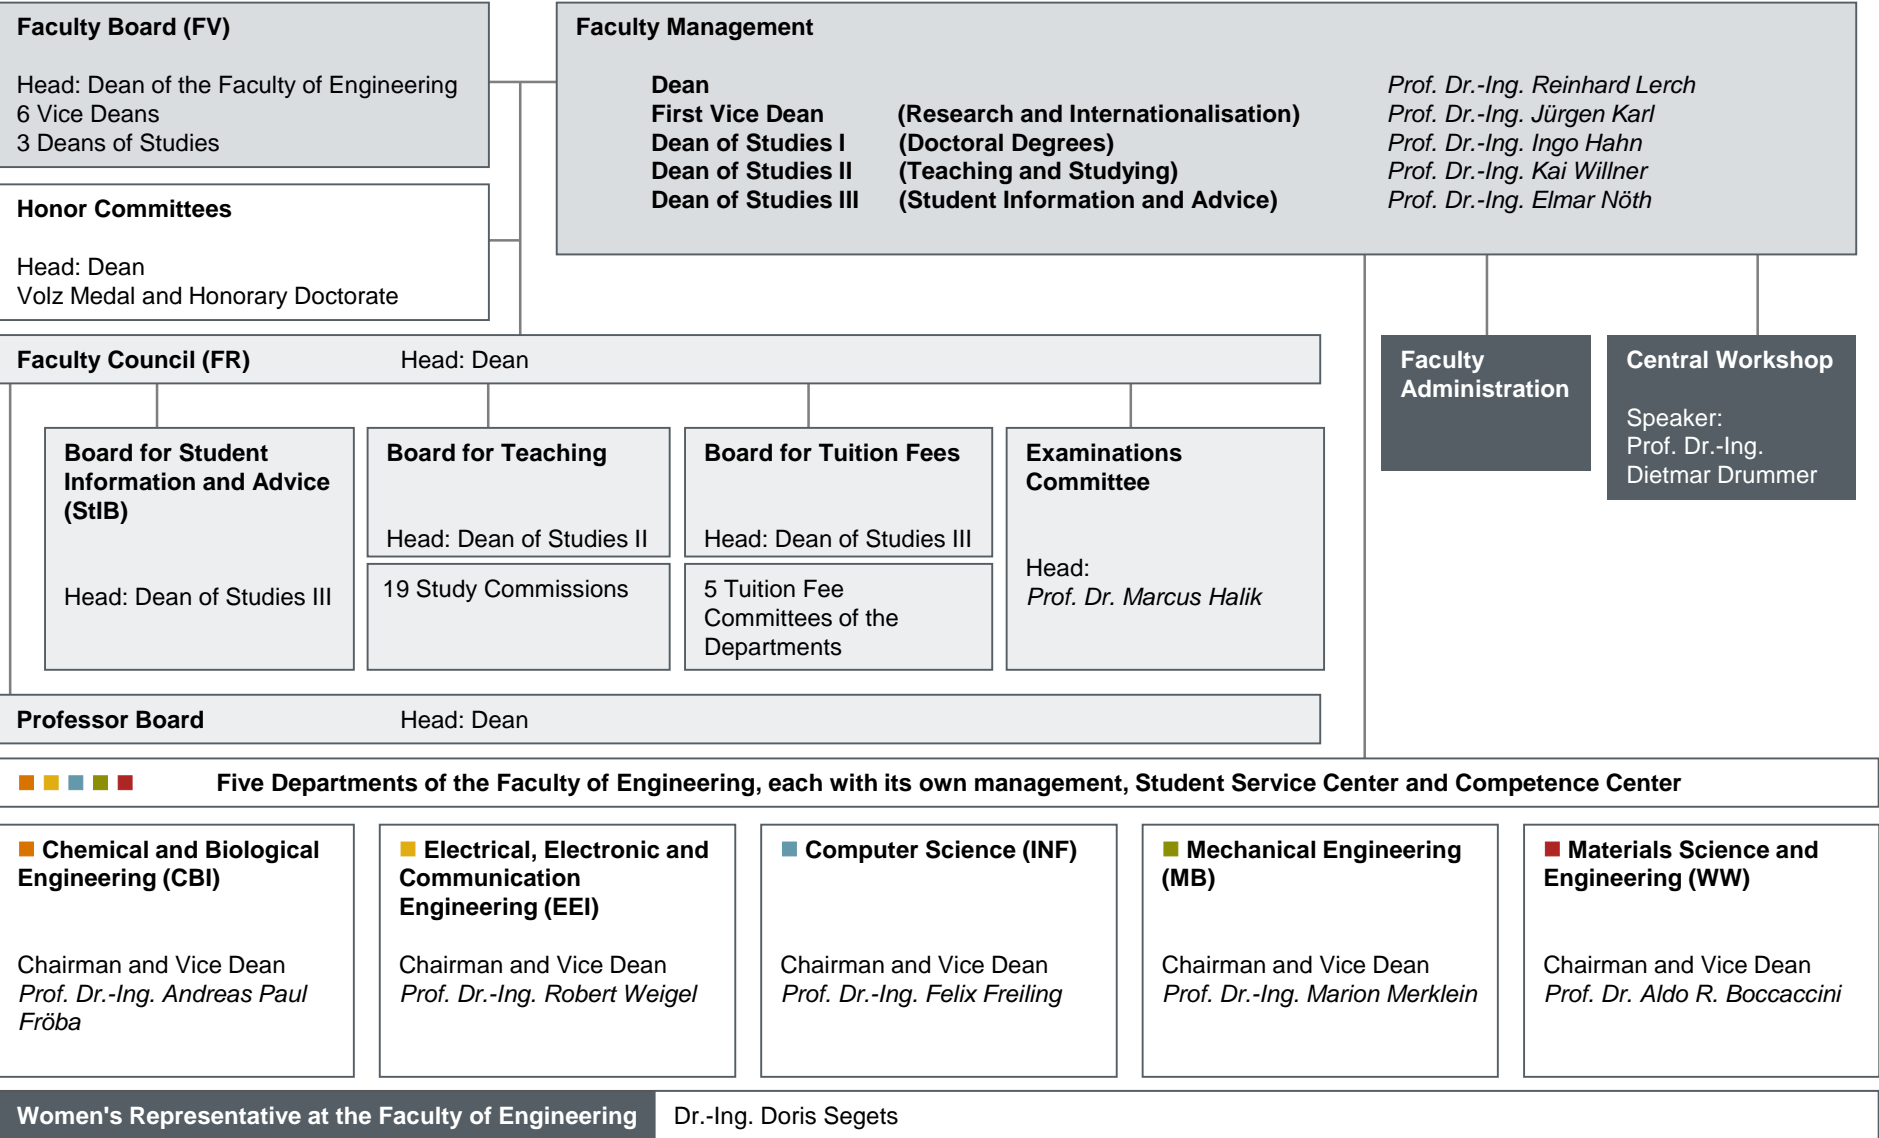 Faculty Board (FV)
Head: Dean of the Faculty of Engineering
6 Vice Deans
3 Deans of Studies
Faculty Management
Dean Prof. Dr.-Ing. Reinhard Lerch
First Vice Dean (Research and Internationalisation) Prof. Dr.-Ing. Jürgen Karl
Dean of Studies I (Doctoral Degrees) Prof. Dr.-Ing. Ingo Hahn
Dean of Studies II (Teaching and Studying) Prof. Dr.-Ing. Kai Willner
Dean of Studies III (Student Information and Advice) Prof. Dr.-Ing. Elmar Nöth
Honor Committees
Head: Dean
Volz Medal and Honorary Doctorate
Faculty Council (FR) Head: Dean
Faculty
Administration
Central Workshop
Speaker:
Prof. Dr.-Ing.
Dietmar Drummer
Board for Student
Information and Advice
(StIB)
Head: Dean of Studies III
Board for Teaching
Head: Dean of Studies II
19 Study Commissions
Board for Tuition Fees
Head: Dean of Studies III
5 Tuition Fee
Committees of the
Departments
Examinations
Committee
Head:
Prof. Dr. Marcus Halik
Professor Board Head: Dean
Five Departments of the Faculty of Engineering, each with its own management, Student Service Center and Competence Center
Chemical and Biological
Engineering (CBI)
Chairman and Vice Dean
Prof. Dr.-Ing. Andreas Paul
Fröba
Electrical, Electronic and
Communication
Engineering (EEI)
Chairman and Vice Dean
Prof. Dr.-Ing. Robert Weigel
Computer Science (INF)
Chairman and Vice Dean
Prof. Dr.-Ing. Felix Freiling
Mechanical Engineering
(MB)
Chairman and Vice Dean
Prof. Dr.-Ing. Marion Merklein
Materials Science and
Engineering (WW)
Chairman and Vice Dean
Prof. Dr. Aldo R. Boccaccini
Women's Representative at the Faculty of Engineering Dr.-Ing. Doris Segets